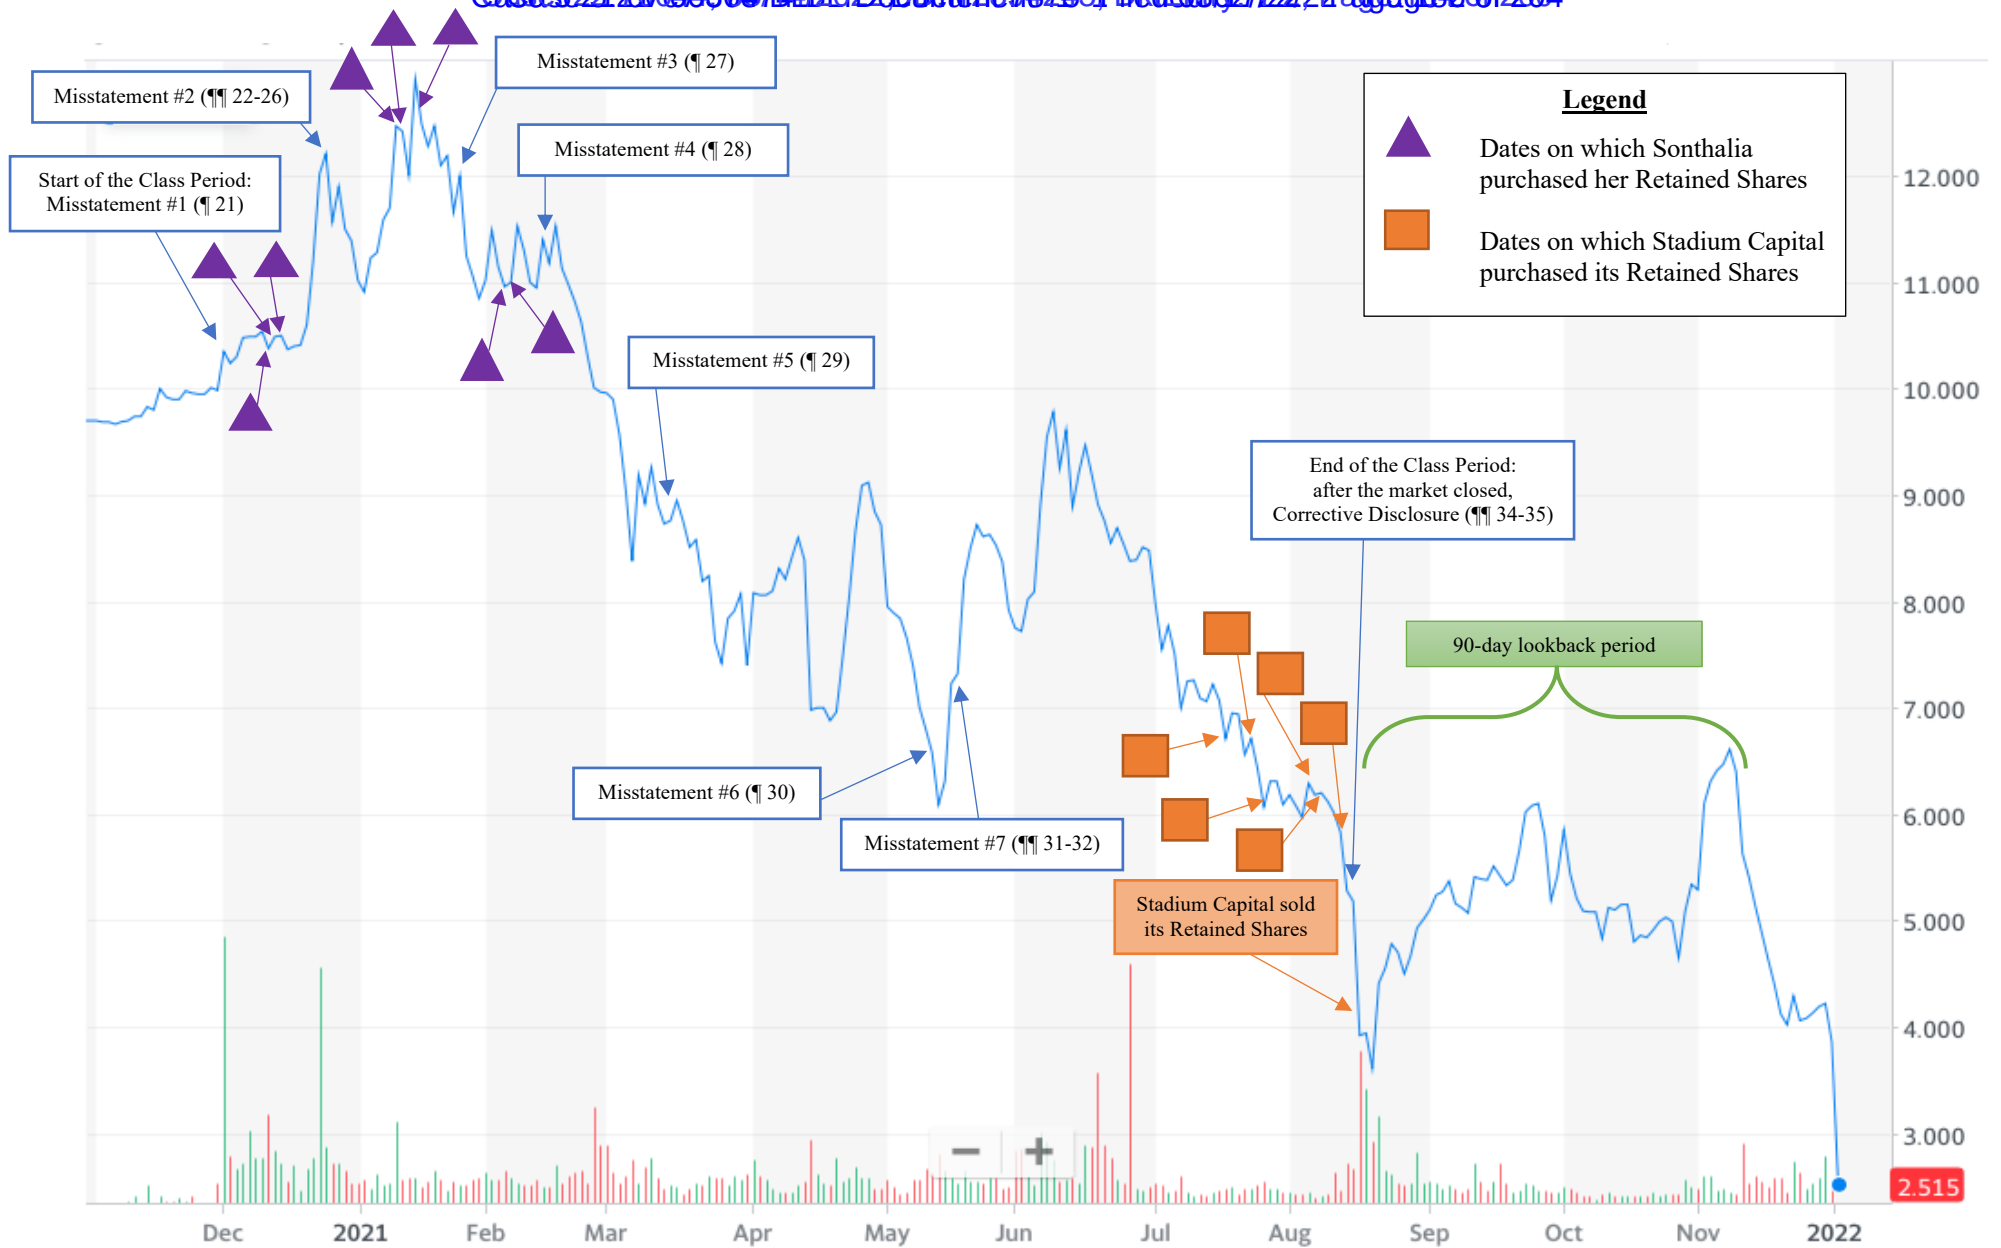 Misstatement #3 (¶ 27)
Misstatement #2 (¶¶ 22-26)
Misstatement #4 (¶ 28)
Start of the Class Period:
Misstatement #1 (¶ 21)
Legend
Dates on which Sonthalia
purchased her Retained Shares
Dates on which Stadium Capital
purchased its Retained Shares
Misstatement #5 (¶ 29)
End of the Class Period:
after the market closed,
Corrective Disclosure (¶¶ 34-35)
90-day lookback period
Misstatement #6 (¶ 30)
Misstatement #7 (¶¶ 31-32)
Stadium Capital sold
its Retained Shares
12.000
11.000
10.000
9.000
8.000
7.000
6.000
5.000
4.000
3.000
2.515
− +
Dec 2021 Feb Mar Apr May Jun Jul Aug Sep Oct Nov 2022